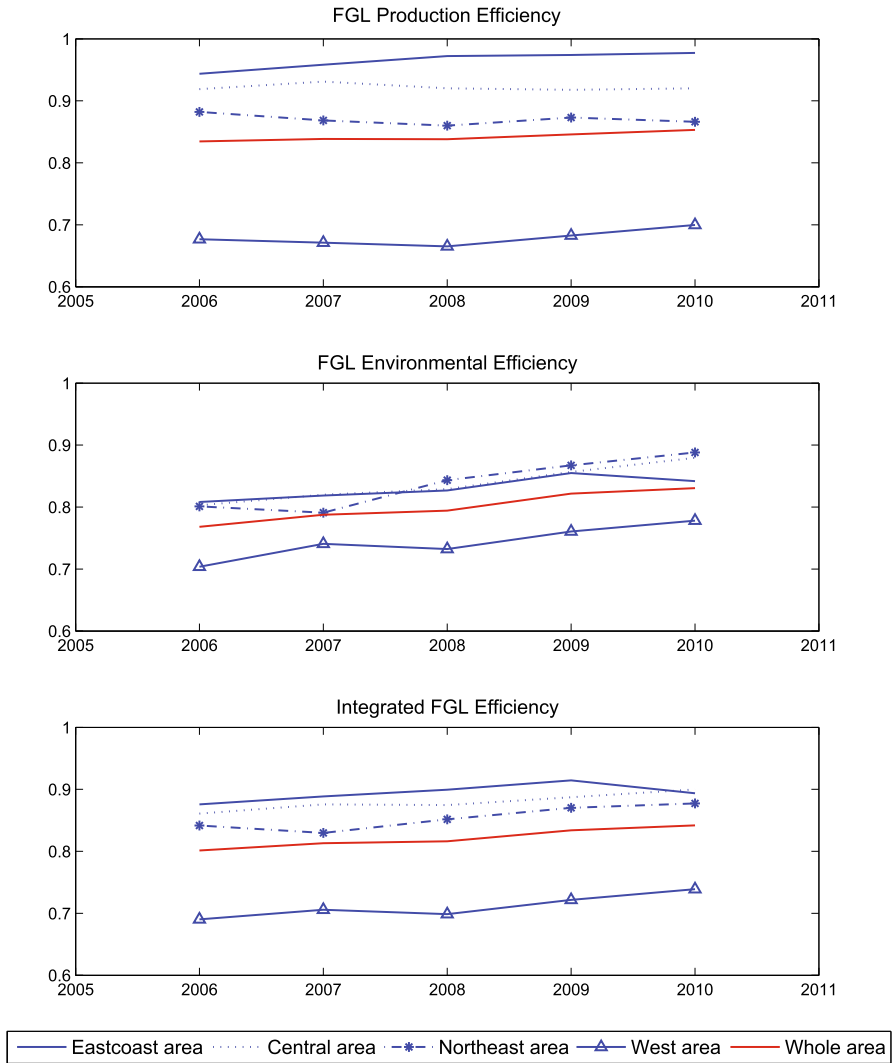 FGL Production Efficiency
1
0.9
0.8
0.7
0.6
2005 2006 2007 2008 2009 2010 2011
FGL Environmental Efficiency
1
0.9
0.8
0.7
0.6
2005 2006 2007 2008 2009 2010 2011
Integrated FGL Efficiency
1
0.9
0.8
0.7
0.6
2005 2006 2007 2008 2009 2010 2011
Eastcoast area Central area Northeast area West area Whole area